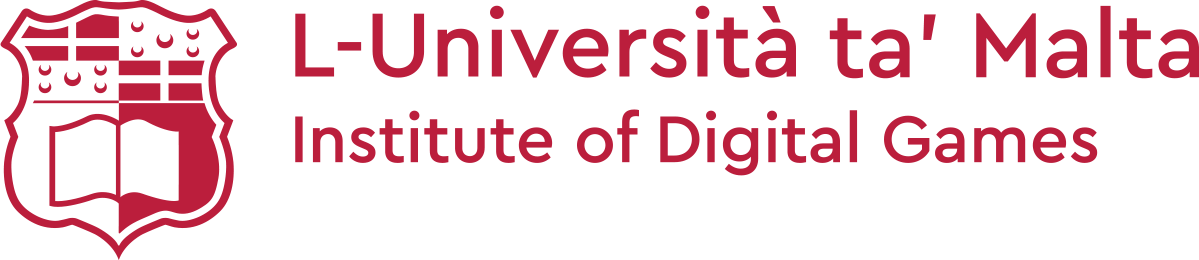 L-Università ta' Malta
Institute of Digital Games